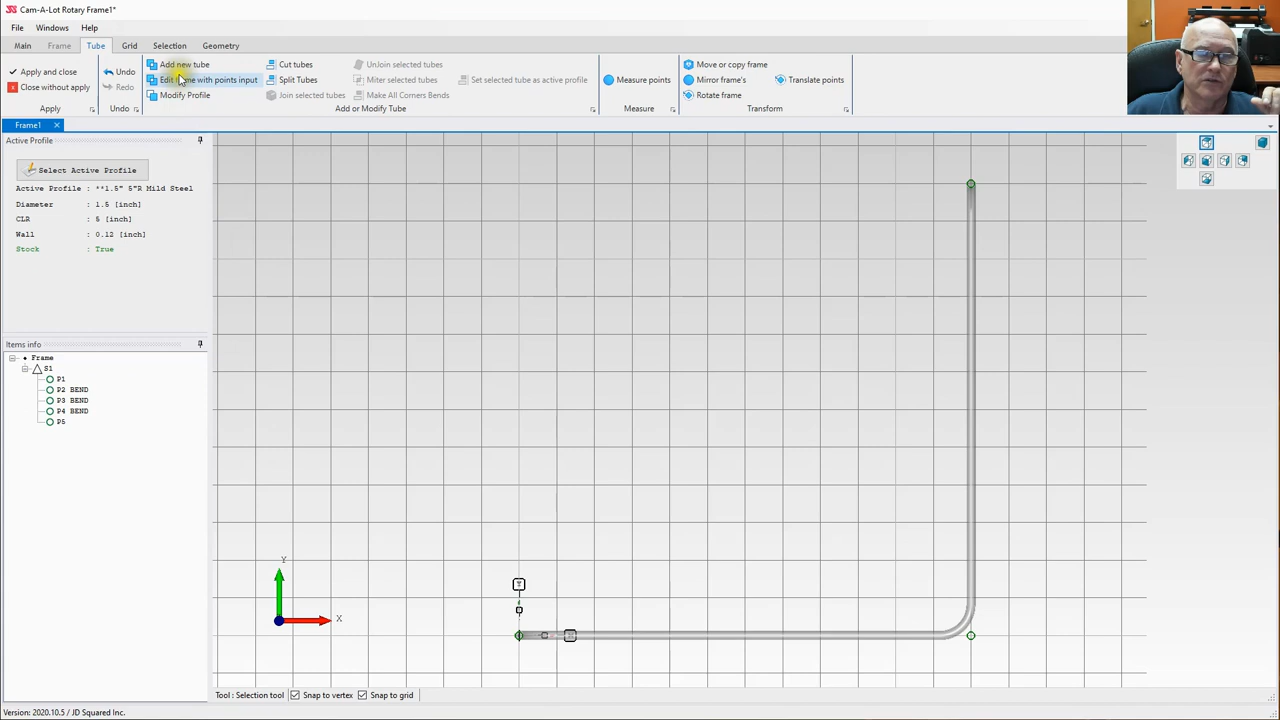 Cam-A-Lot Rotary Frame1*
File Windows Help
Main Frame Tube Grid Selection Geometry
Apply and close
Close without apply
Apply
Undo
Redo
Undo
Add new tube
Edit frame with points input
Modify Profile
Cut tubes
Split Tubes
Join selected tubes
UnJoin selected tubes
Miter selected tubes
Make All Corners Bends
Set selected tube as active profile
Add or Modify Tube
Measure points
Measure
Move or copy frame
Mirror frame's
Rotate frame
Translate points
Transform
Frame1
Active Profile
Select Active Profile
Active Profile : **1.5" 5"R Mild Steel
Diameter : 1.5 [inch]
CLR : 5 [inch]
Wall : 0.12 [inch]
Stock : True
Items info
Frame
S1
P1
P2 BEND
P3 BEND
P4 BEND
P5
Y
X
Tool : Selection tool Snap to vertex Snap to grid
Version: 2020.10.5 / JD Squared Inc.